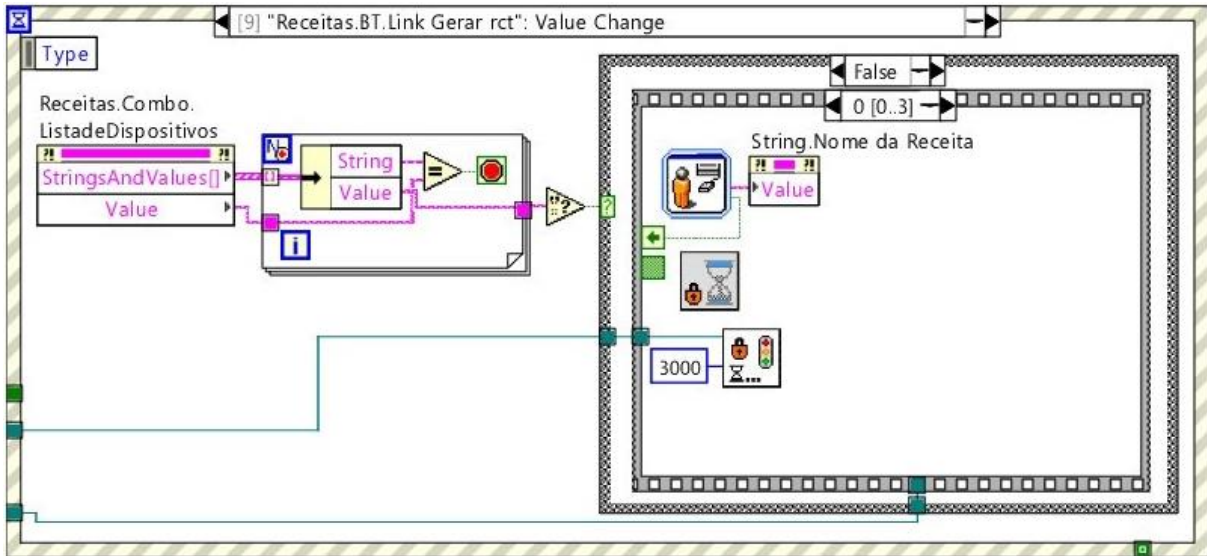 [9] "Receitas.BT.Link Gerar rct": Value Change
Type
False
0 [0..3]
Receitas.Combo.
ListadeDispositivos
StringsAndValues[]
Value
N
String
Value
=
i
?
?
String.Nome da Receita
Value
3000